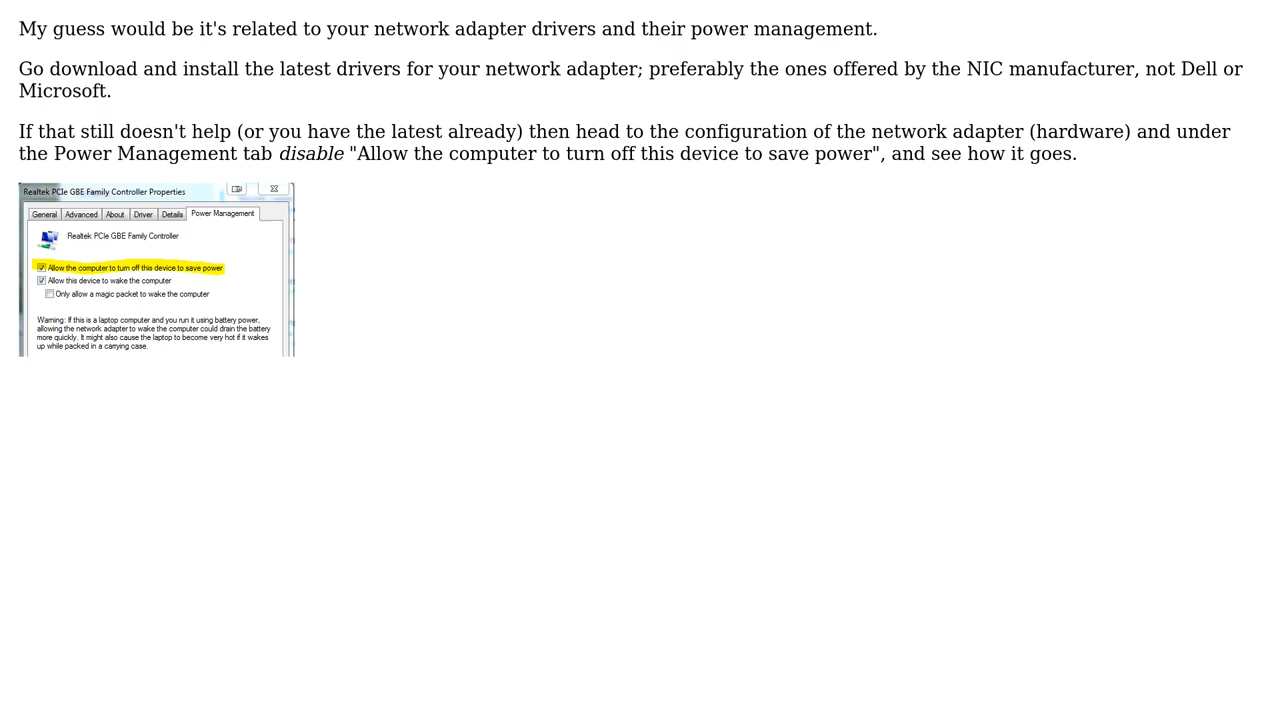 My guess would be it's related to your network adapter drivers and their power management.
Go download and install the latest drivers for your network adapter; preferably the ones offered by the NIC manufacturer, not Dell or
Microsoft.
If that still doesn't help (or you have the latest already) then head to the configuration of the network adapter (hardware) and under
the Power Management tab disable "Allow the computer to turn off this device to save power", and see how it goes.
Realtek PCIe GBE Family Controller Properties
General Advanced About Driver Details Power Management
Realtek PCIe GBE Family Controller
Allow the computer to turn off this device to save power
Allow this device to wake the computer
Only allow a magic packet to wake the computer
Warning: If this is a laptop computer and you run it using battery power,
allowing the network adapter to wake the computer could drain the battery
more quickly. It might also cause the laptop to become very hot if it wakes
up while packed in a carrying case.